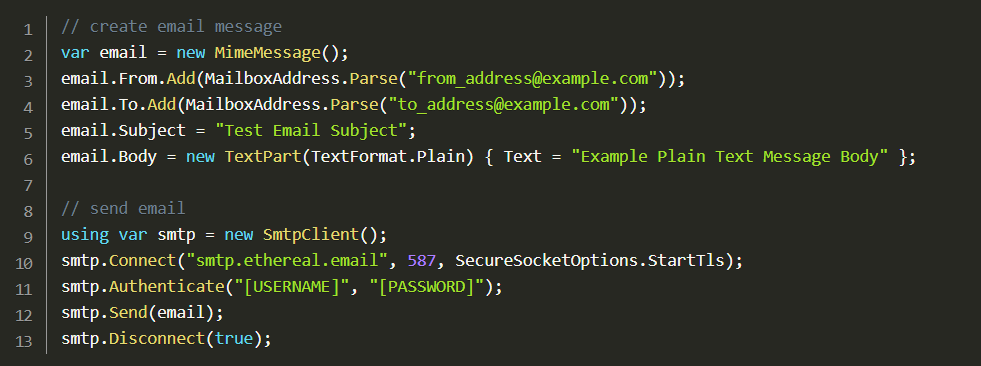 1 // create email message
2 var email = new MimeMessage();
3 email.From.Add(MailboxAddress.Parse("from_address@example.com"));
4 email.To.Add(MailboxAddress.Parse("to_address@example.com"));
5 email.Subject = "Test Email Subject";
6 email.Body = new TextPart(TextFormat.Plain) { Text = "Example Plain Text Message Body" };
7
8 // send email
9 using var smtp = new SmtpClient();
10 smtp.Connect("smtp.ethereal.email", 587, SecureSocketOptions.StartTls);
11 smtp.Authenticate("[USERNAME]", "[PASSWORD]");
12 smtp.Send(email);
13 smtp.Disconnect(true);